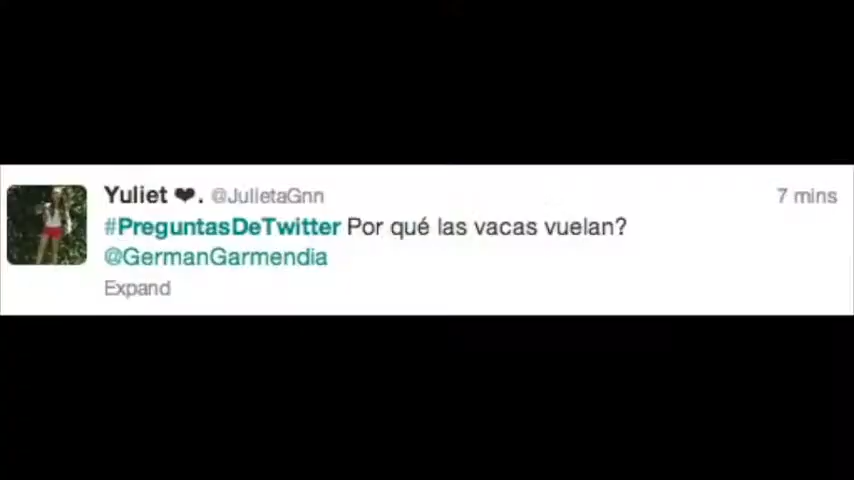 Yuliet ❤. @JulietaGnn 7 mins
#PreguntasDeTwitter Por qué las vacas vuelan?
@GermanGarmendia
Expand